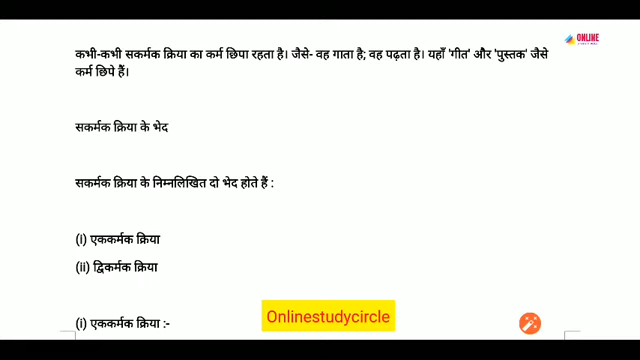 ONLINE
कभी-कभी सकर्मक क्रिया का कर्म छिपा रहता है। जैसे- वह गाता है; वह पढ़ता है। यहाँ 'गीत' और 'पुस्तक' जैसे
कर्म छिपे हैं।
सकर्मक क्रिया के भेद
सकर्मक क्रिया के निम्नलिखित दो भेद होते हैं :
(i) एककर्मक क्रिया
(ii) द्विकर्मक क्रिया
(i) एककर्मक क्रिया :-
Onlinestudycircle